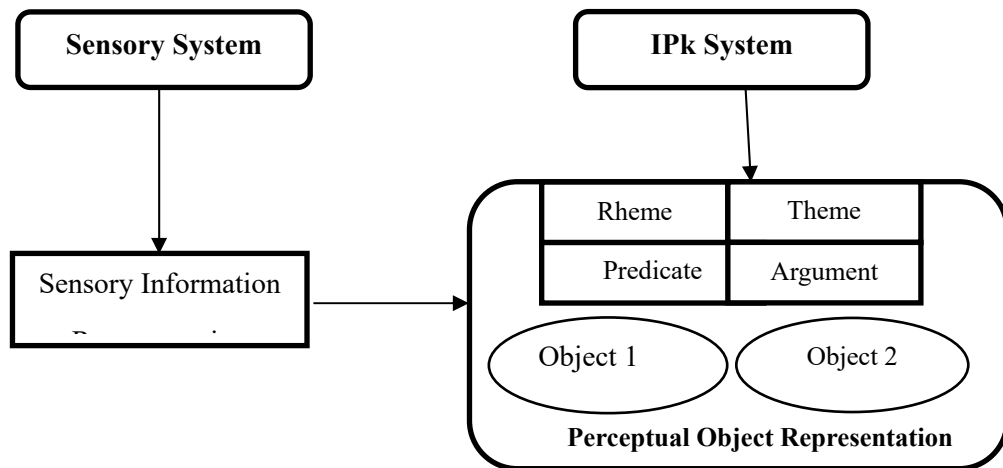 Sensory System
IPk System
Rheme
Theme
Predicate
Argument
Sensory Information
Object 1
Object 2
Perceptual Object Representation